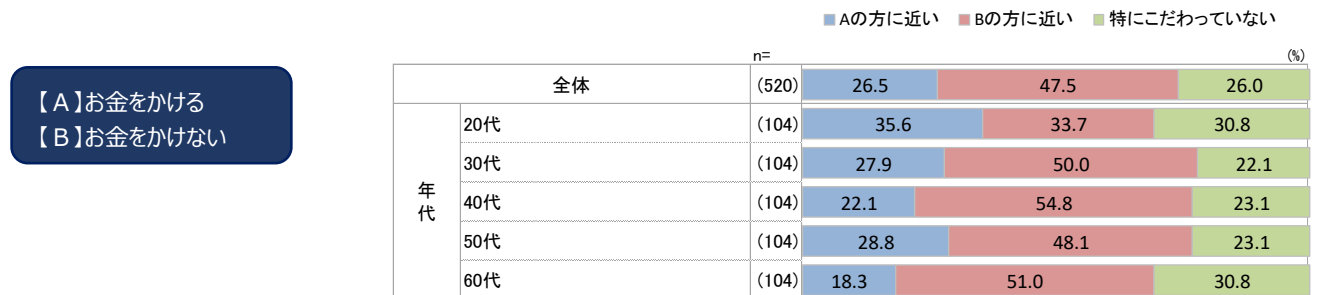 Aの方に近い Bの方に近い 特にこだわっていない
n= (%)
【A】お金をかける
【B】お金をかけない
全体 (520) 26.5 47.5 26.0
年代
20代 (104) 35.6 33.7 30.8
30代 (104) 27.9 50.0 22.1
40代 (104) 22.1 54.8 23.1
50代 (104) 28.8 48.1 23.1
60代 (104) 18.3 51.0 30.8